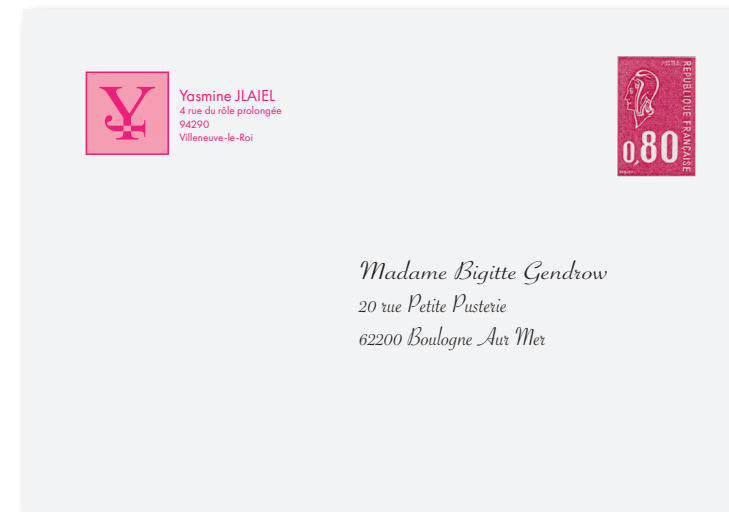 Y
Yasmine JLAIEL
4 rue du rôle prolongée
94290
Villeneuve-le-Roi
POSTES
REPUBLIQUE FRANÇAISE
0,80
Madame Bigitte Gendrow
20 rue Petite Pusterie
62200 Boulogne Aur Mer